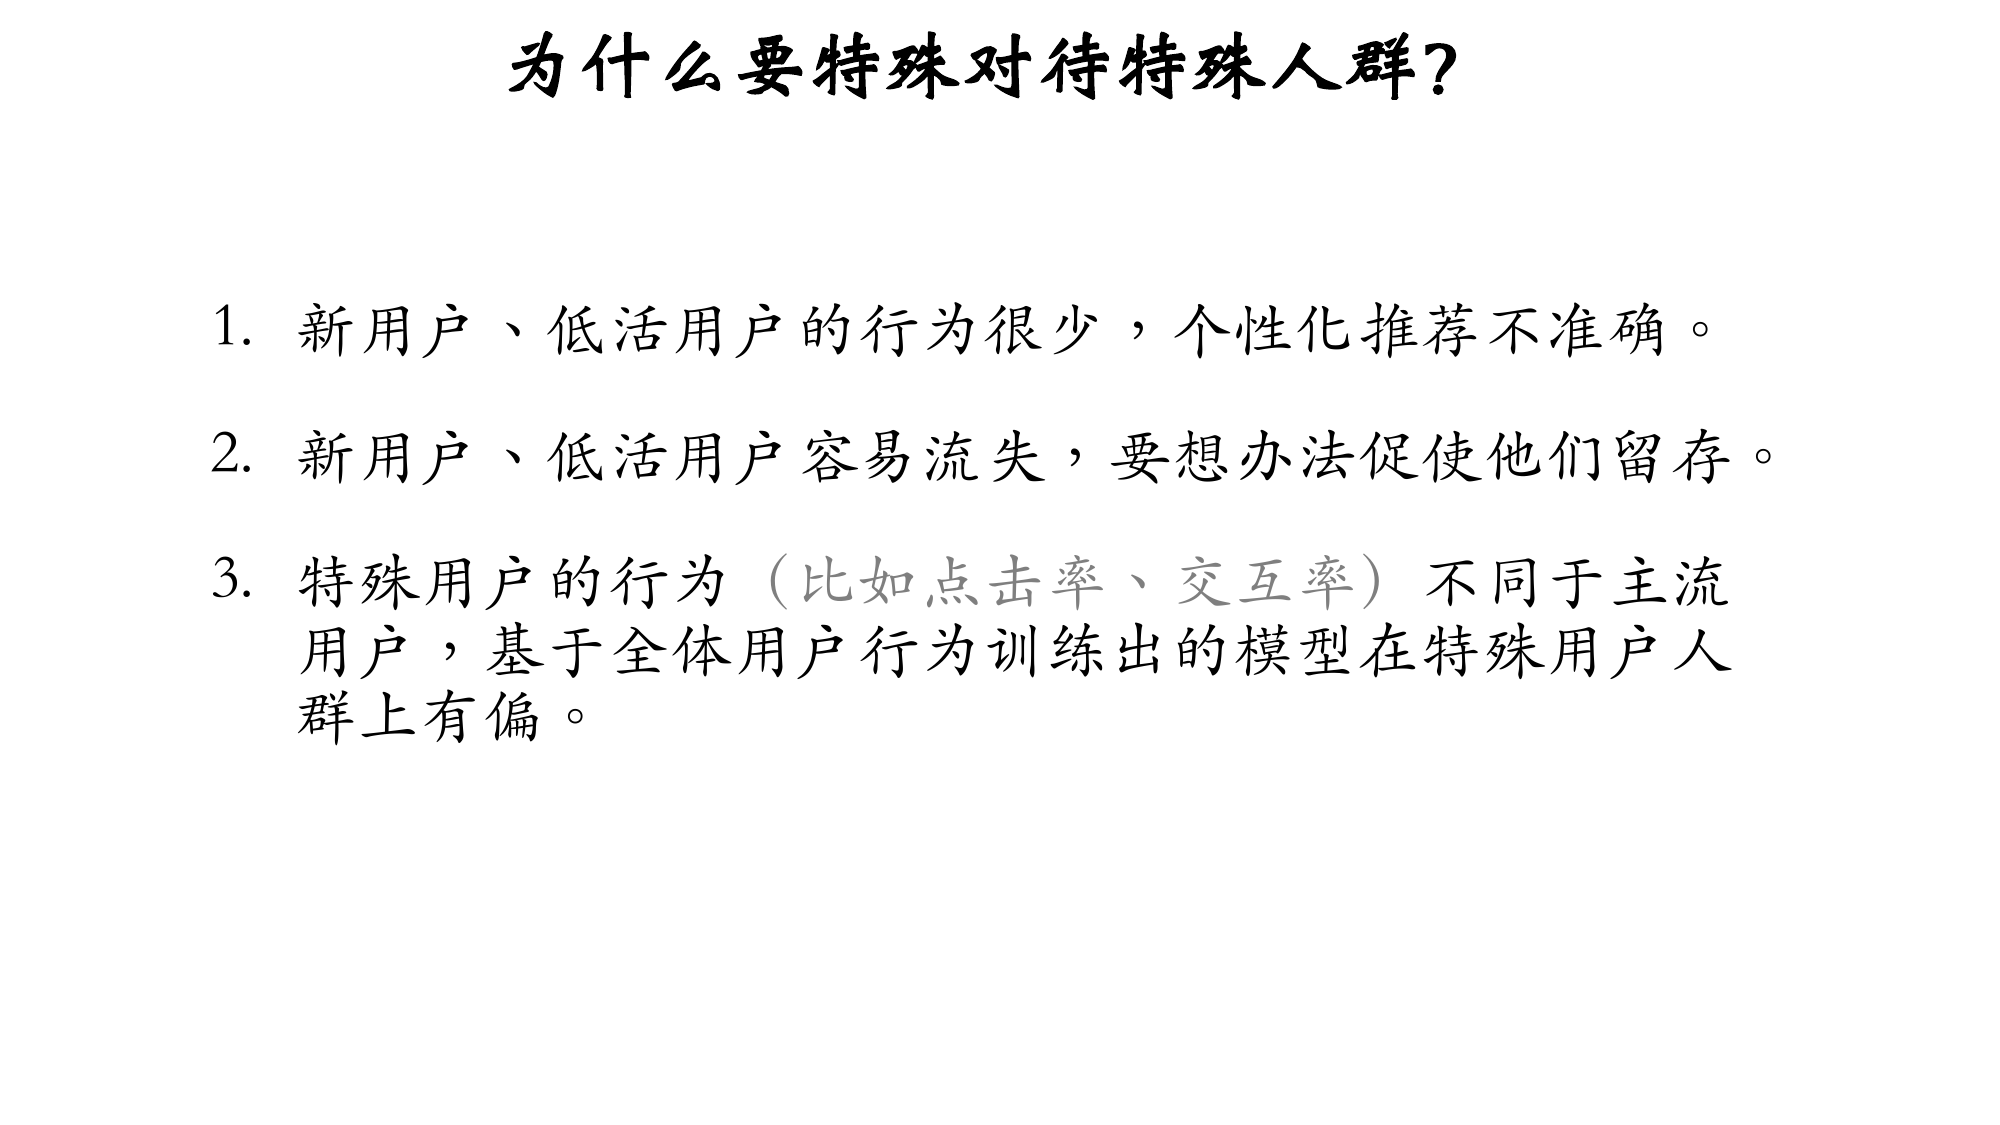 为什么要特殊对待特殊人群?
1. 新用户、低活用户的行为很少，个性化推荐不准确。
2. 新用户、低活用户容易流失，要想办法促使他们留存。
3. 特殊用户的行为（比如点击率、交互率）不同于主流
用户，基于全体用户行为训练出的模型在特殊用户人
群上有偏。